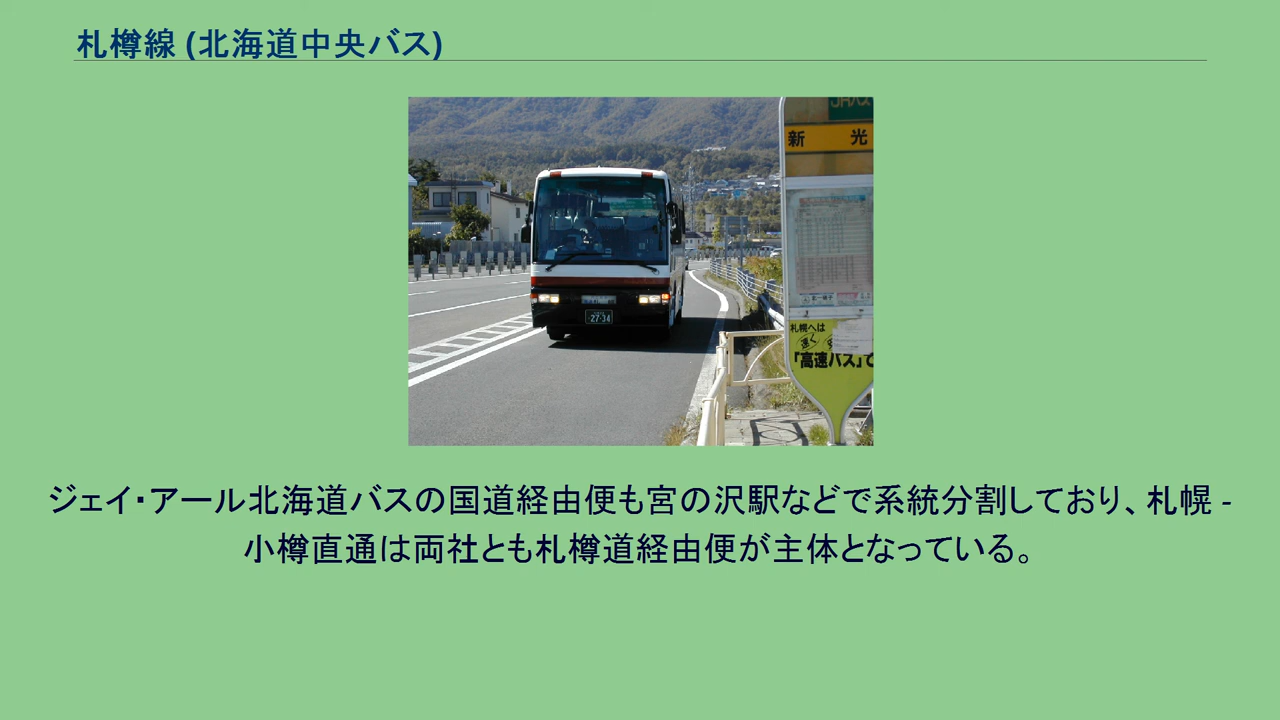 札樽線 (北海道中央バス)
JRバス
新 光
27-34
札幌へは
「高速バス」で
ジェイ・アール北海道バスの国道経由便も宮の沢駅などで系統分割しており、札幌 -
小樽直通は両社とも札樽道経由便が主体となっている。